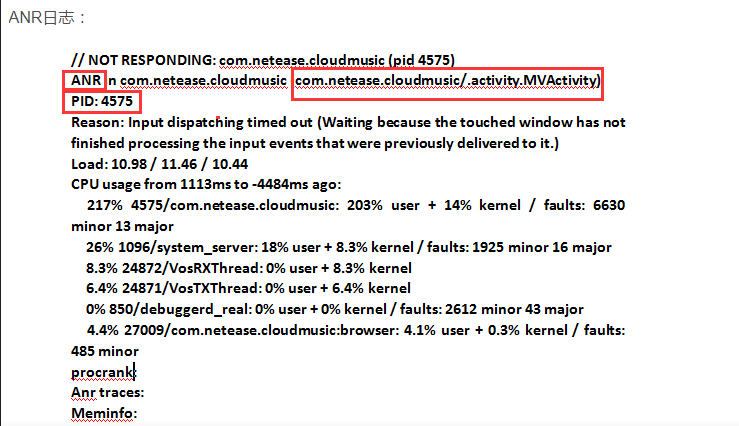 ANR日志：
// NOT RESPONDING: com.netease.cloudmusic (pid 4575)
ANR n com.netease.cloudmusic com.netease.cloudmusic/.activity.MVActivity)
PID: 4575
Reason: Input dispatching timed out (Waiting because the touched window has not
finished processing the input events that were previously delivered to it.)
Load: 10.98 / 11.46 / 10.44
CPU usage from 1113ms to -4484ms ago:
217% 4575/com.netease.cloudmusic: 203% user + 14% kernel / faults: 6630
minor 13 major
26% 1096/system_server: 18% user + 8.3% kernel / faults: 1925 minor 16 major
8.3% 24872/VosRXThread: 0% user + 8.3% kernel
6.4% 24871/VosTXThread: 0% user + 6.4% kernel
0% 850/debuggerd_real: 0% user + 0% kernel / faults: 2612 minor 43 major
4.4% 27009/com.netease.cloudmusic:browser: 4.1% user + 0.3% kernel / faults:
485 minor
procrank:
Anr traces:
Meminfo: